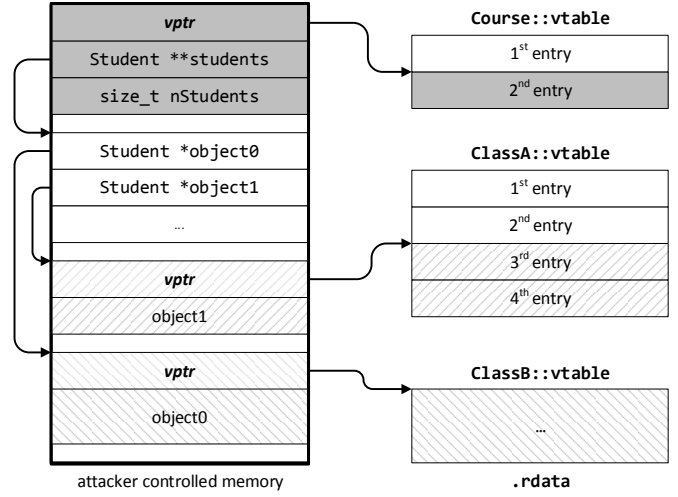 vptr
Student **students
size_t nStudents
Student *object0
Student *object1
...
vptr
object1
vptr
object0
attacker controlled memory
Course::vtable
1st entry
2nd entry
ClassA::vtable
1st entry
2nd entry
3rd entry
4th entry
ClassB::vtable
...
.rdata